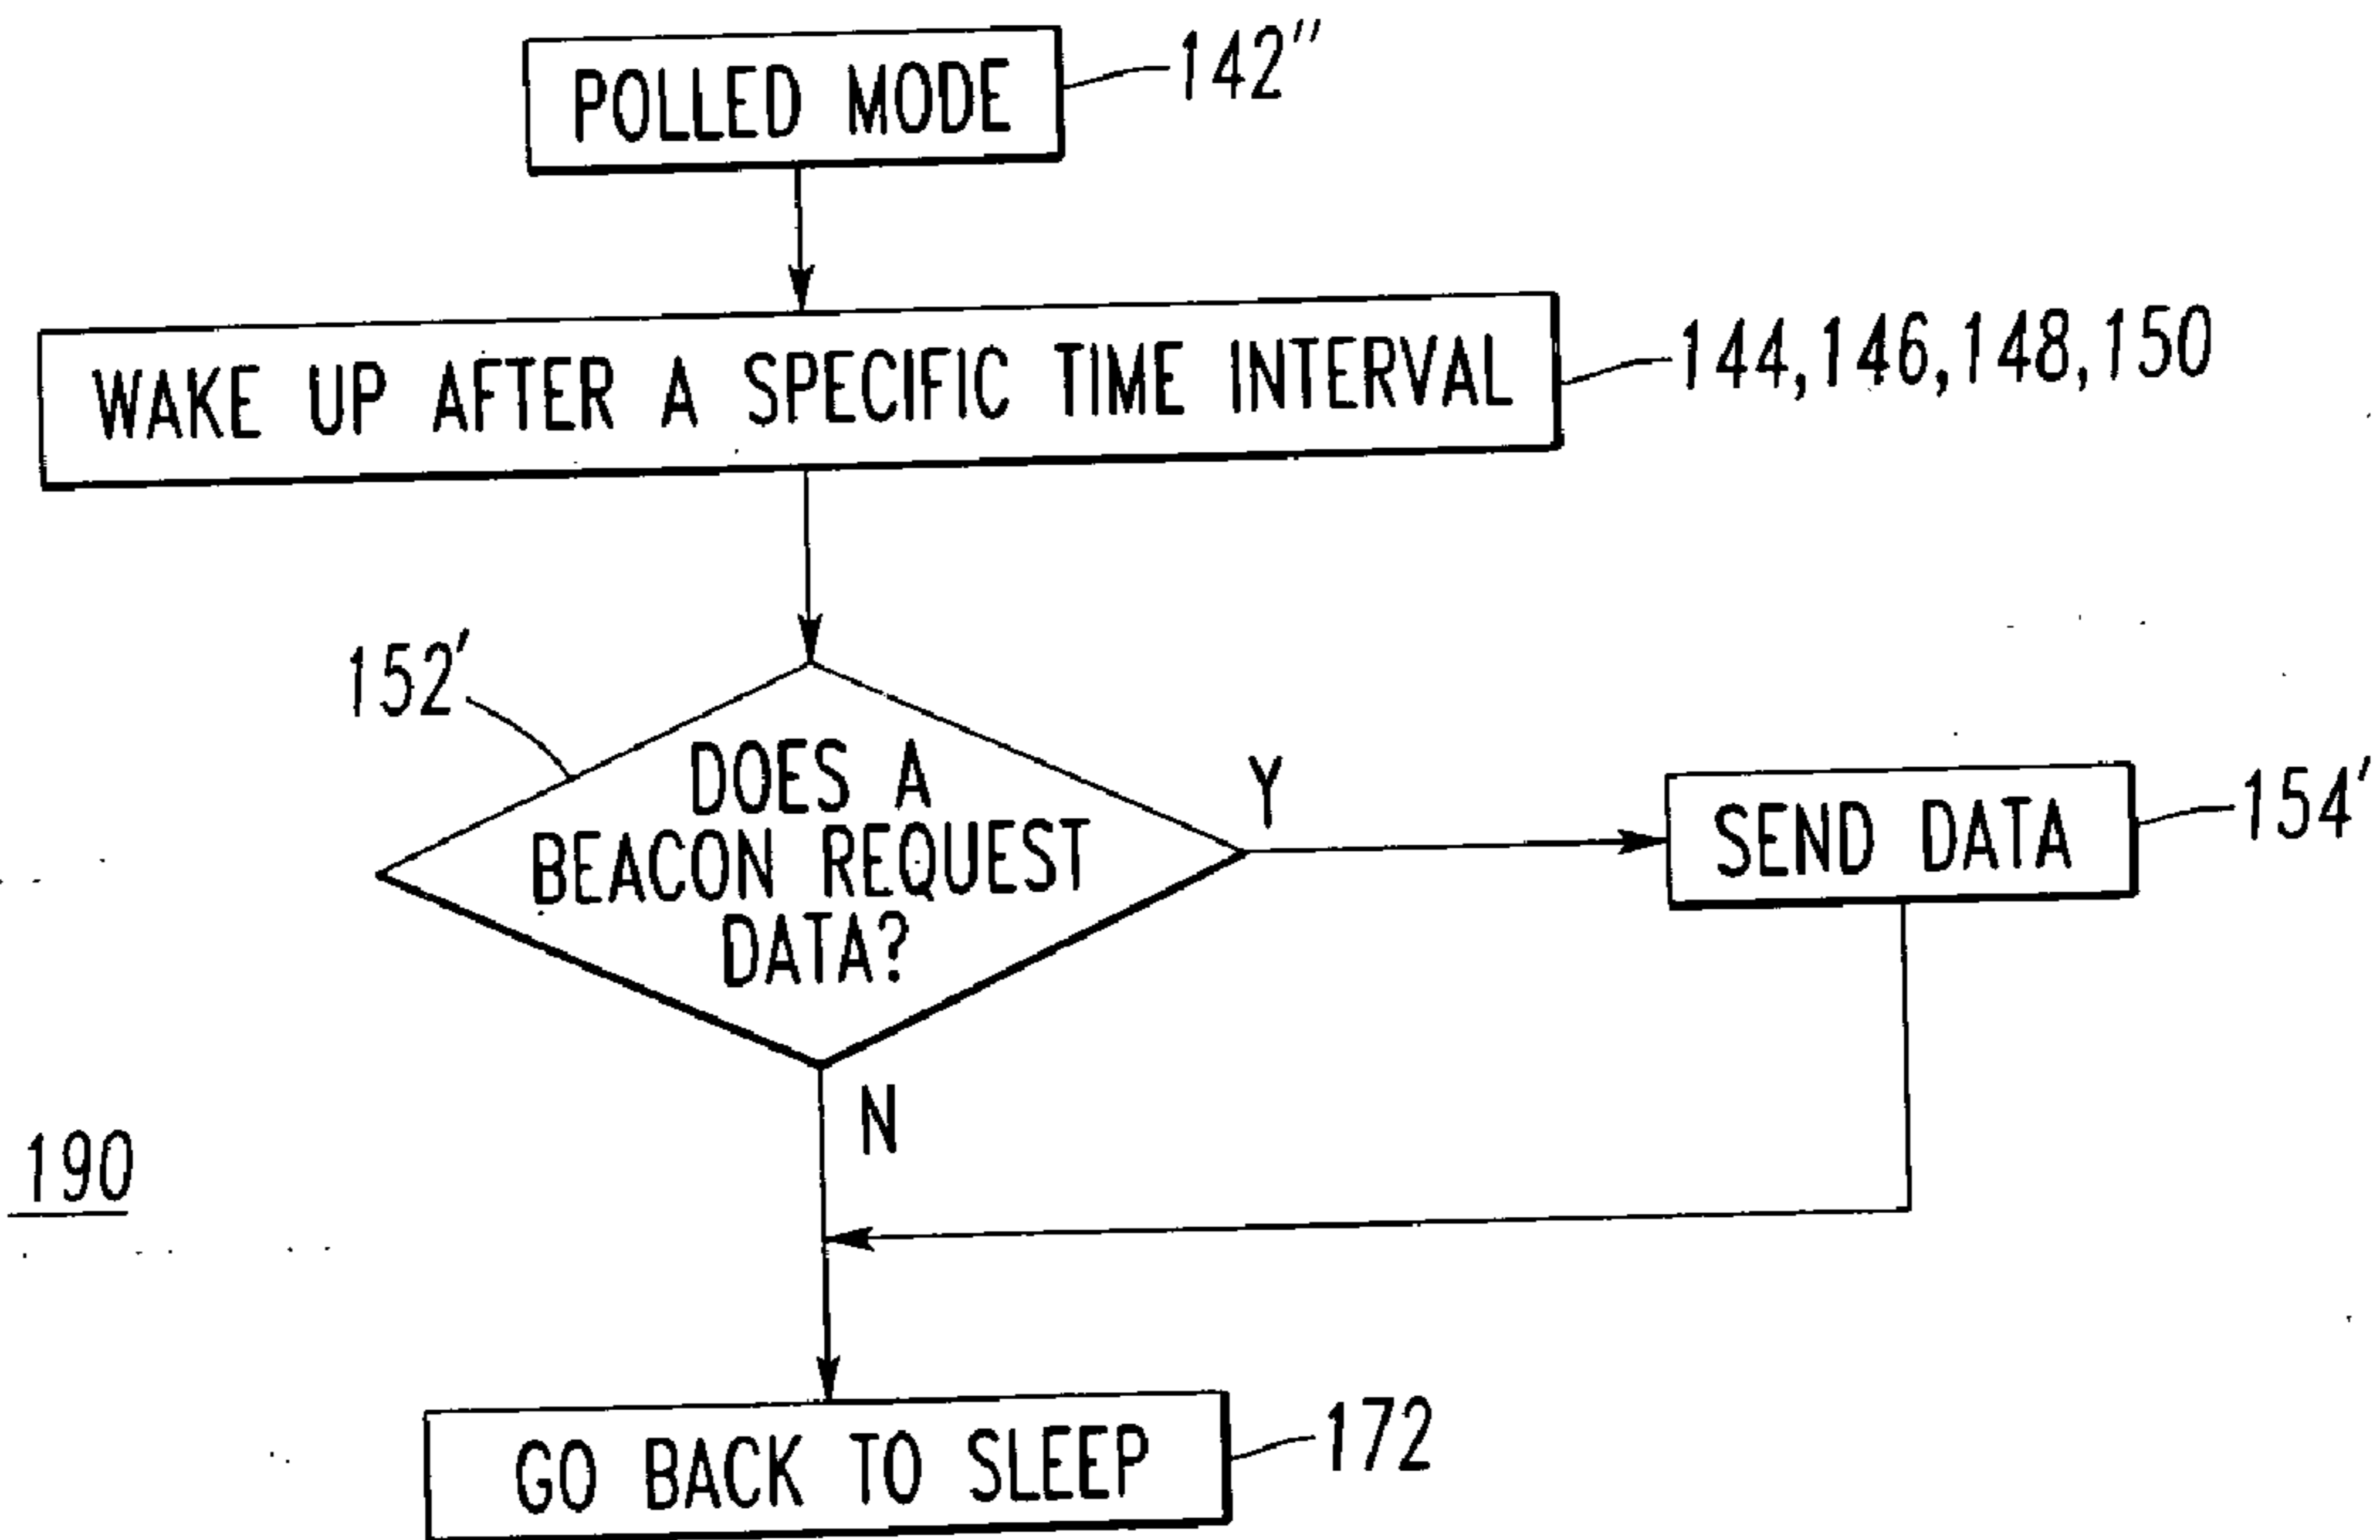 POLLED MODE
142"
WAKE UP AFTER A SPECIFIC TIME INTERVAL
144, 146, 148, 150
152'
DOES A
BEACON REQUEST
DATA?
Y
SEND DATA
154'
N
190
GO BACK TO SLEEP
172